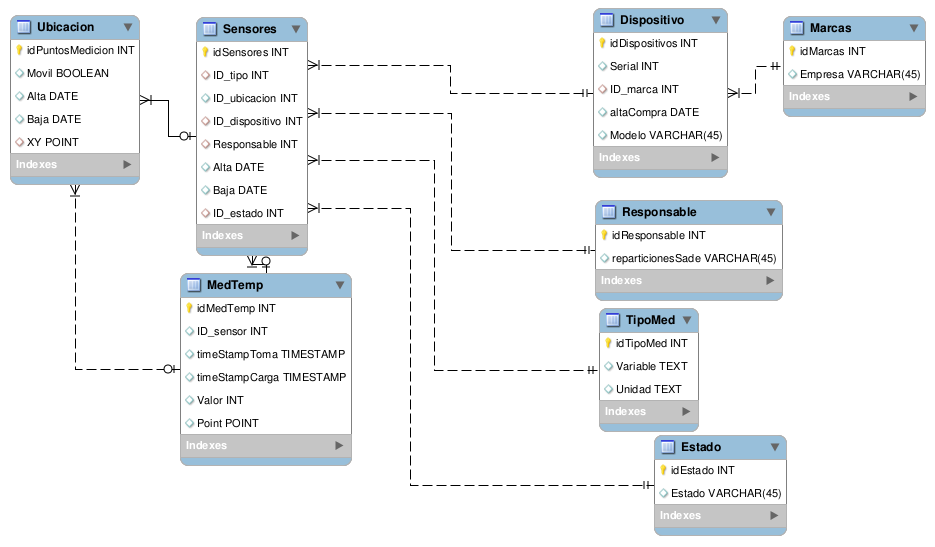 Ubicacion
idPuntosMedicion INT
Movil BOOLEAN
Alta DATE
Baja DATE
XY POINT
Indexes
Sensores
idSensores INT
ID_tipo INT
ID_ubicacion INT
ID_dispositivo INT
Responsable INT
Alta DATE
Baja DATE
ID_estado INT
Indexes
MedTemp
idMedTemp INT
ID_sensor INT
timeStampToma TIMESTAMP
timeStampCarga TIMESTAMP
Valor INT
Point POINT
Indexes
Dispositivo
idDispositivos INT
Serial INT
ID_marca INT
altaCompra DATE
Modelo VARCHAR(45)
Indexes
Marcas
idMarcas INT
Empresa VARCHAR(45)
Indexes
Responsable
idResponsable INT
reparticionesSade VARCHAR(45)
Indexes
TipoMed
idTipoMed INT
Variable TEXT
Unidad TEXT
Indexes
Estado
idEstado INT
Estado VARCHAR(45)
Indexes